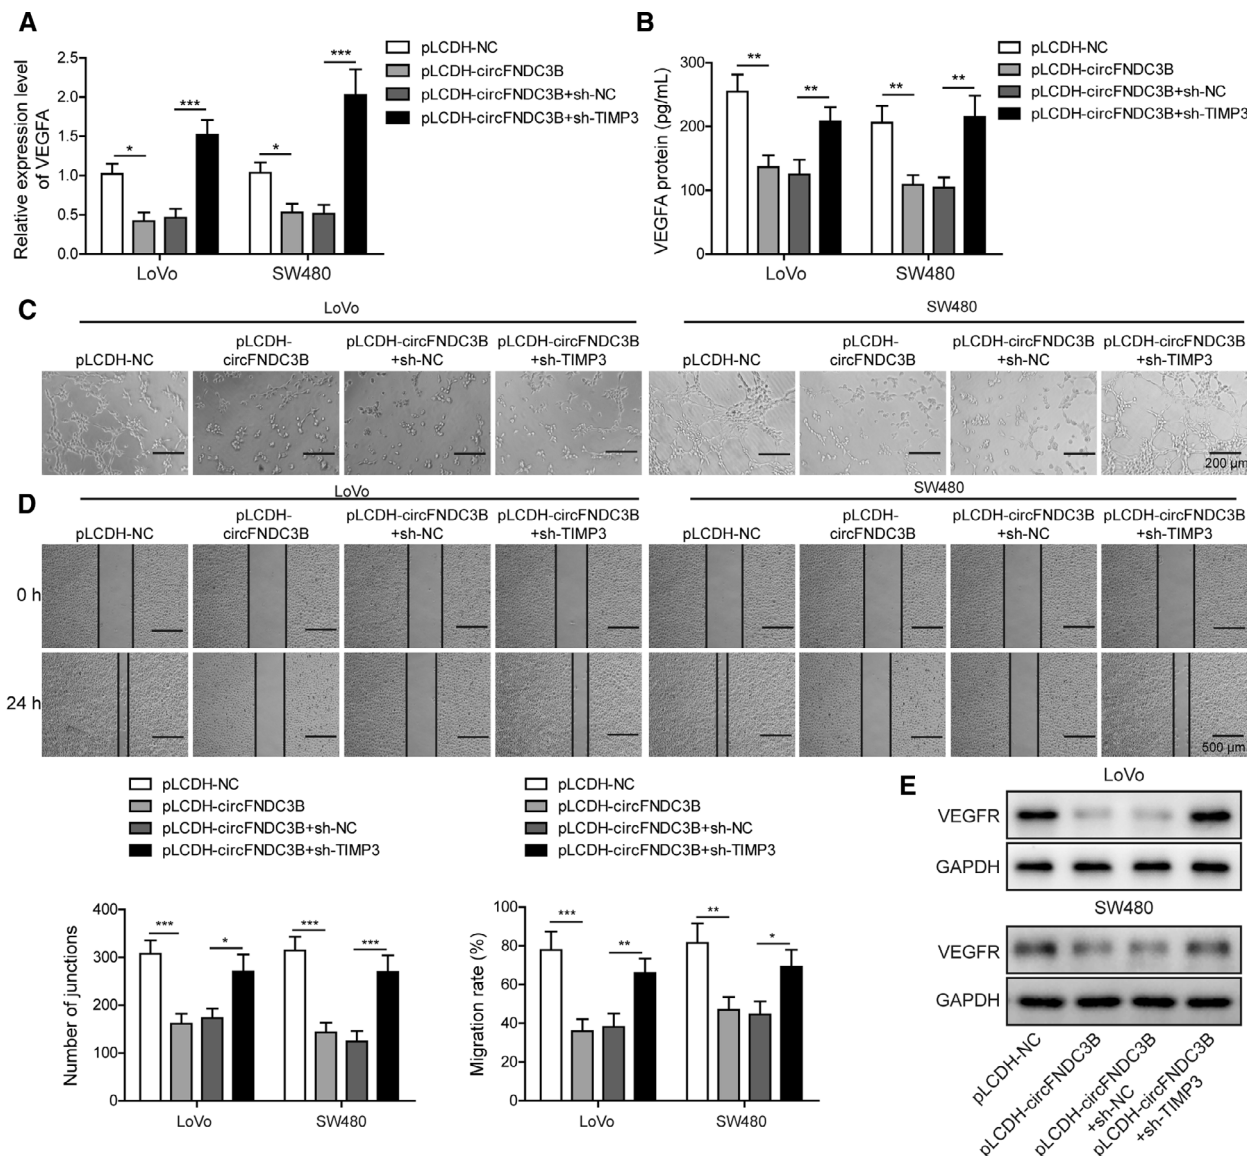 A
Relative expression level
of VEGFA
2.5
2.0
1.5
1.0
0.5
0.0
*
***
*
***
LoVo
SW480
pLCDH-NC
pLCDH-circFNDC3B
pLCDH-circFNDC3B+sh-NC
pLCDH-circFNDC3B+sh-TIMP3
B
VEGFA protein (pg/mL)
300
200
100
0
**
**
**
**
LoVo
SW480
pLCDH-NC
pLCDH-circFNDC3B
pLCDH-circFNDC3B+sh-NC
pLCDH-circFNDC3B+sh-TIMP3
C
LoVo
SW480
pLCDH-NC
pLCDH-
circFNDC3B
pLCDH-circFNDC3B
+sh-NC
pLCDH-circFNDC3B
+sh-TIMP3
pLCDH-NC
pLCDH-
circFNDC3B
pLCDH-circFNDC3B
+sh-NC
pLCDH-circFNDC3B
+sh-TIMP3
200 µm
D
LoVo
SW480
pLCDH-NC
pLCDH-
circFNDC3B
pLCDH-circFNDC3B
+sh-NC
pLCDH-circFNDC3B
+sh-TIMP3
pLCDH-NC
pLCDH-
circFNDC3B
pLCDH-circFNDC3B
+sh-NC
pLCDH-circFNDC3B
+sh-TIMP3
0 h
24 h
500 µm
pLCDH-NC
pLCDH-circFNDC3B
pLCDH-circFNDC3B+sh-NC
pLCDH-circFNDC3B+sh-TIMP3
Number of junctions
400
300
200
100
0
***
*
***
***
LoVo
SW480
pLCDH-NC
pLCDH-circFNDC3B
pLCDH-circFNDC3B+sh-NC
pLCDH-circFNDC3B+sh-TIMP3
Migration rate (%)
100
80
60
40
20
0
***
**
**
*
LoVo
SW480
E
LoVo
VEGFR
GAPDH
SW480
VEGFR
GAPDH
pLCDH-NC
pLCDH-circFNDC3B
pLCDH-circFNDC3B
+sh-NC
pLCDH-circFNDC3B
+sh-TIMP3